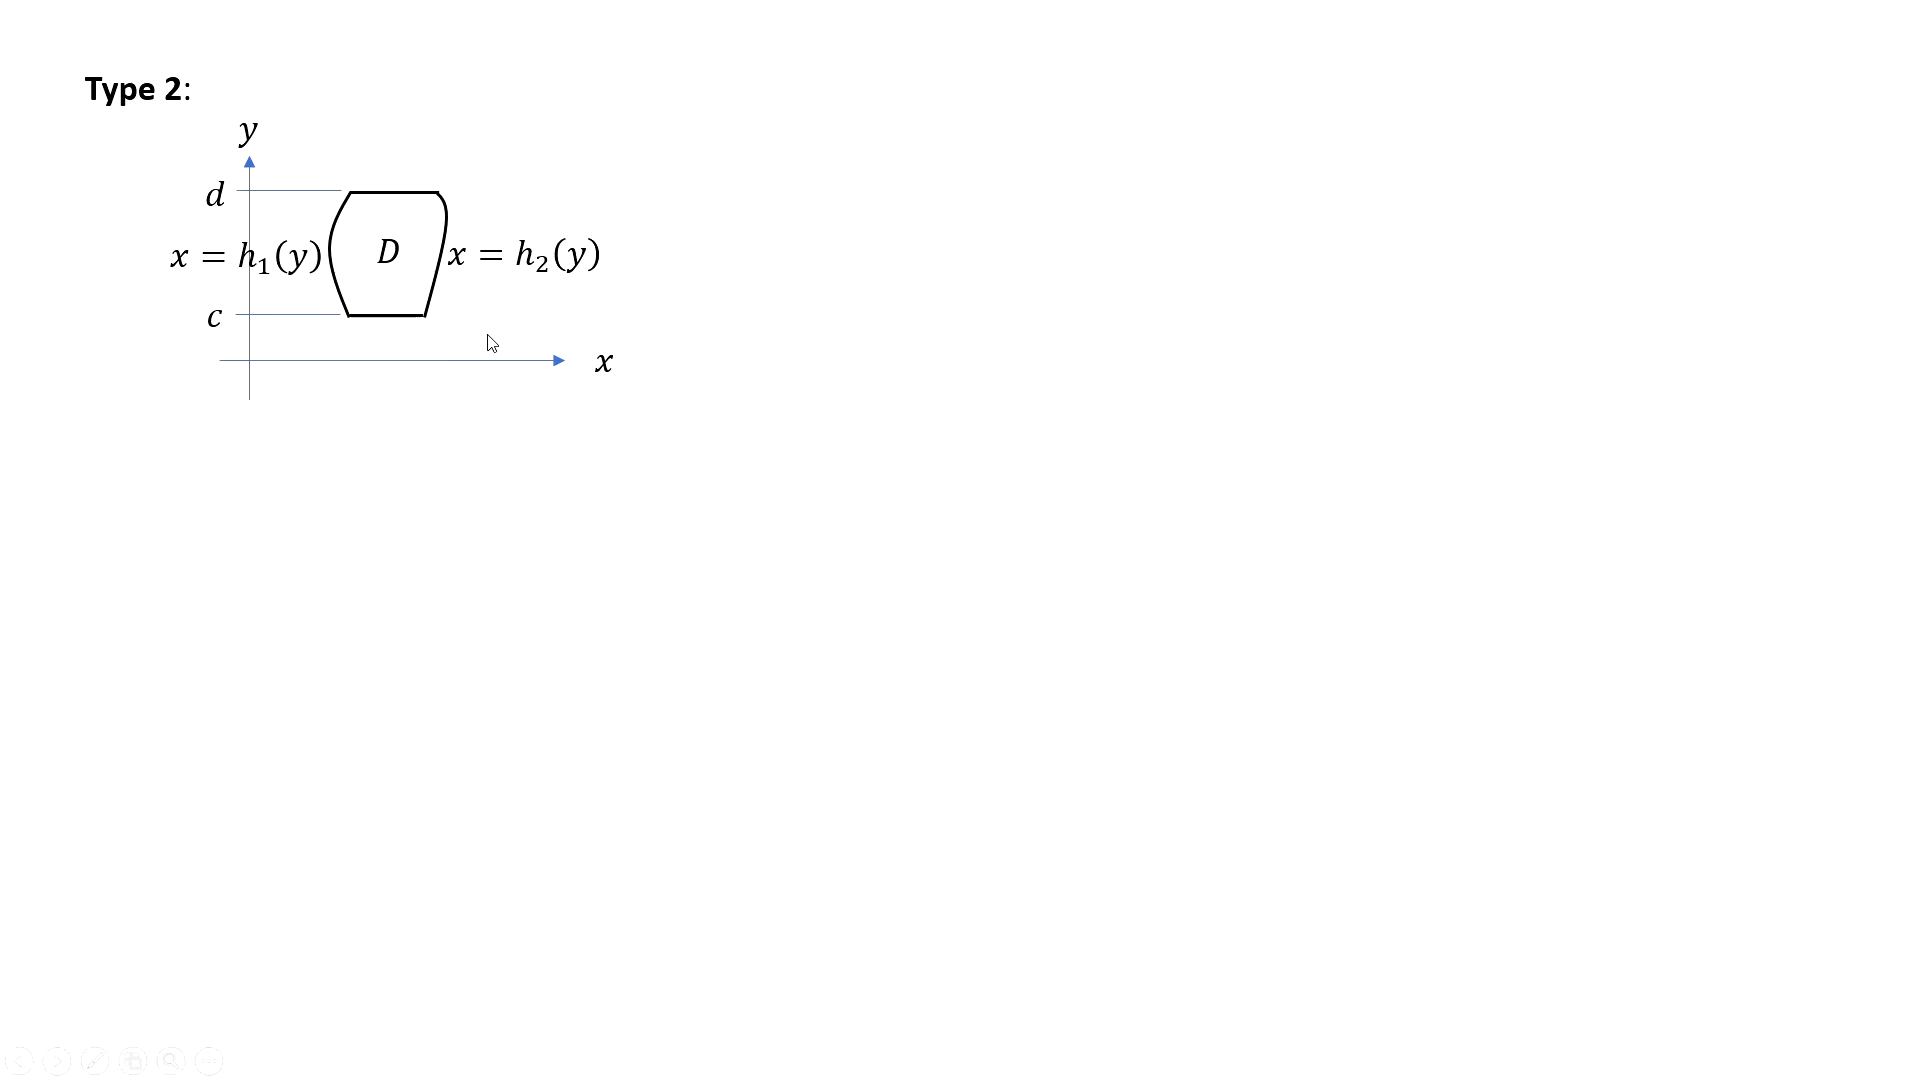 Type 2:
y
d
x = h₁(y)
D
x = h₂(y)
c
x